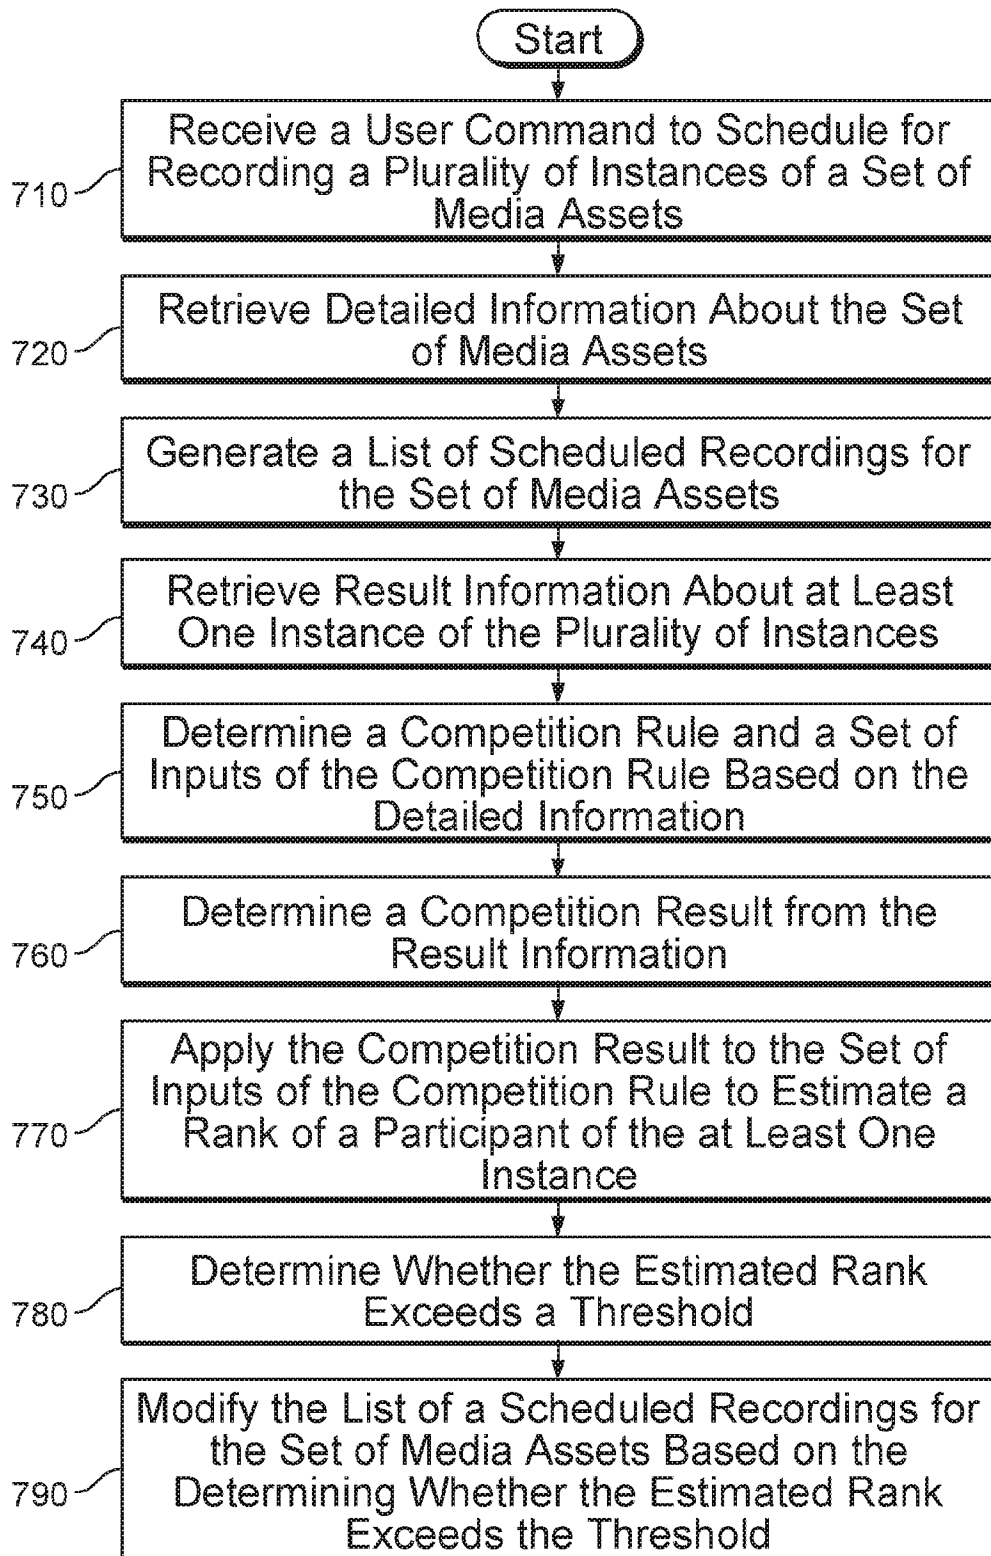 Start
Receive a User Command to Schedule for
Recording a Plurality of Instances of a Set of
Media Assets
710
Retrieve Detailed Information About the Set
of Media Assets
720
Generate a List of Scheduled Recordings for
the Set of Media Assets
730
Retrieve Result Information About at Least
One Instance of the Plurality of Instances
740
Determine a Competition Rule and a Set of
Inputs of the Competition Rule Based on the
Detailed Information
750
Determine a Competition Result from the
Result Information
760
Apply the Competition Result to the Set of
Inputs of the Competition Rule to Estimate a
Rank of a Participant of the at Least One
Instance
770
Determine Whether the Estimated Rank
Exceeds a Threshold
780
Modify the List of a Scheduled Recordings for
the Set of Media Assets Based on the
Determining Whether the Estimated Rank
Exceeds the Threshold
790